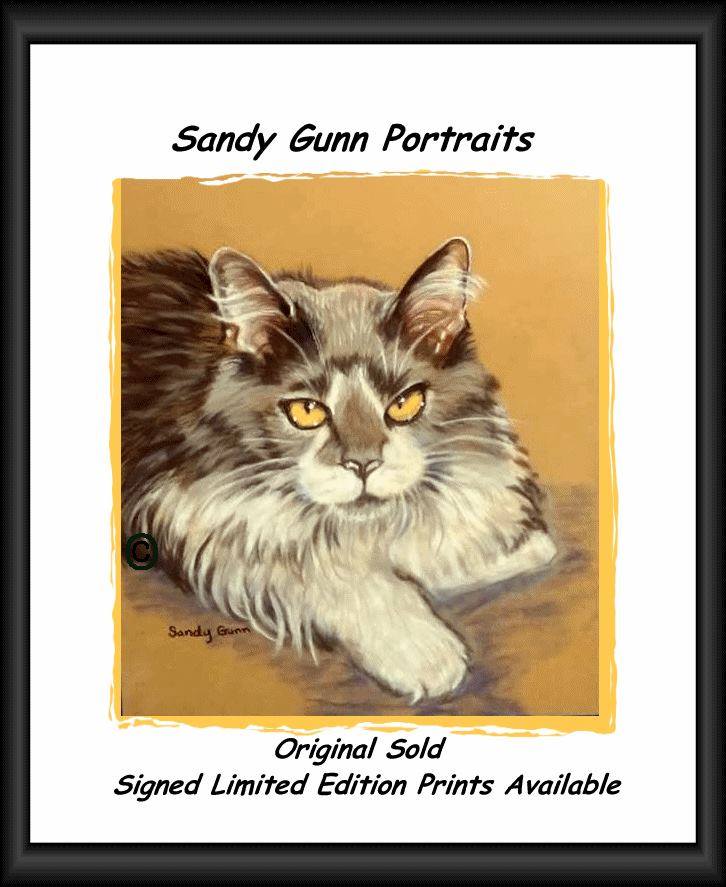 Sandy Gunn Portraits
©
Sandy Gunn
Original Sold
Signed Limited Edition Prints Available